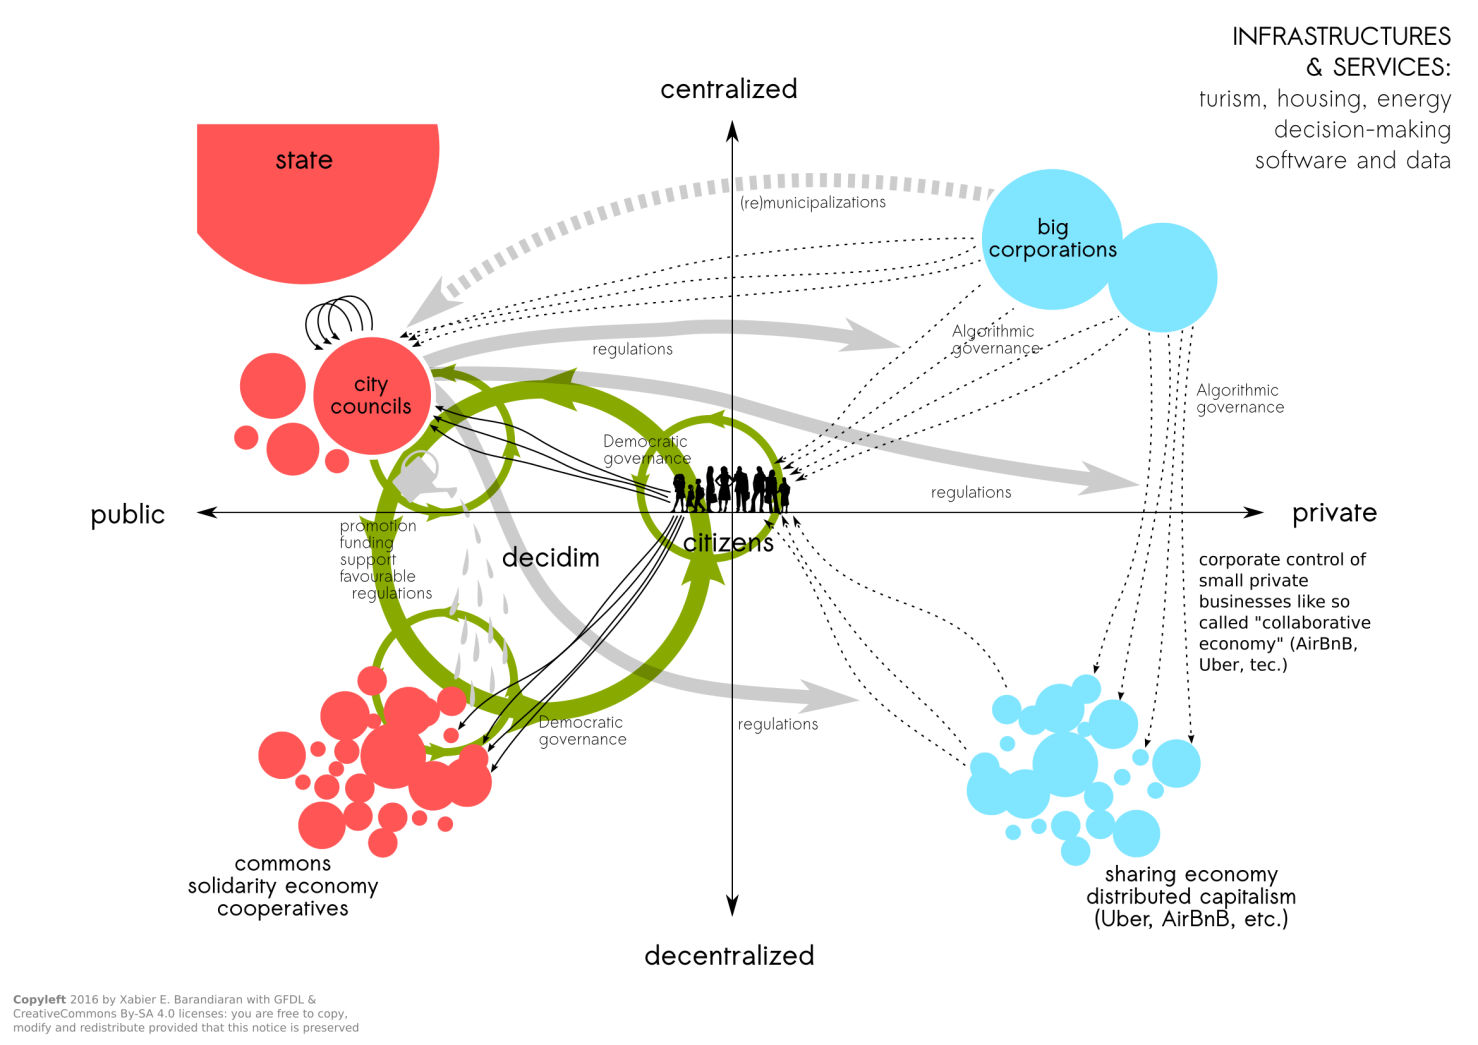 INFRASTRUCTURES
& SERVICES:
turism, housing, energy
decision-making
software and data
centralized
state
(re)municipalizations
big
corporations
Algorithmic
governance
regulations
city
councils
Algorithmic
governance
Democratic
governance
regulations
public
private
citizens
decidim
promotion
funding
support
favourable
regulations
corporate control of
small private
businesses like so
called "collaborative
economy" (AirBnB,
Uber, tec.)
Democratic
governance
regulations
commons
solidarity economy
cooperatives
sharing economy
distributed capitalism
(Uber, AirBnB, etc.)
decentralized
Copyleft 2016 by Xabier E. Barandiaran with GFDL &
CreativeCommons By-SA 4.0 licenses: you are free to copy,
modify and redistribute provided that this notice is preserved